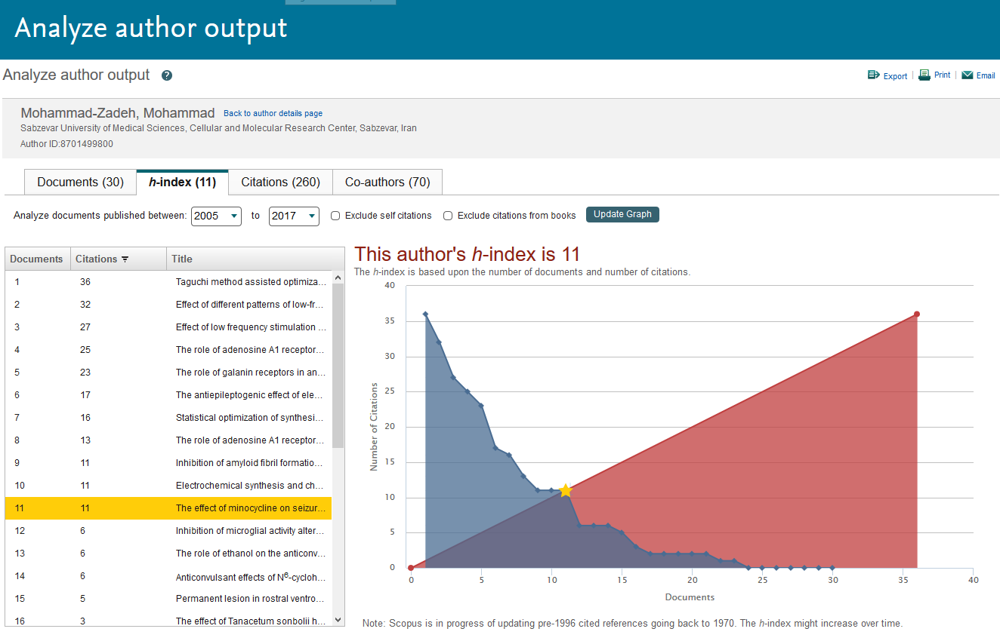 Analyze author output
Analyze author output ?
Export | Print | Email
Mohammad-Zadeh, Mohammad Back to author details page
Sabzevar University of Medical Sciences, Cellular and Molecular Research Center, Sabzevar, Iran
Author ID:8701499800
Documents (30) h-index (11) Citations (260) Co-authors (70)
Analyze documents published between: 2005 to 2017 Exclude self citations Exclude citations from books Update Graph
Documents Citations Title
1 36 Taguchi method assisted optimiza...
2 32 Effect of different patterns of low-fr...
3 27 Effect of low frequency stimulation ...
4 25 The role of adenosine A1 receptor...
5 23 The role of galanin receptors in an...
6 17 The antiepileptogenic effect of ele...
7 16 Statistical optimization of synthesi...
8 13 The role of adenosine A1 receptor...
9 11 Inhibition of amyloid fibril formatio...
10 11 Electrochemical synthesis and ch...
11 11 The effect of minocycline on seizur...
12 6 Inhibition of microglial activity alter...
13 6 The role of ethanol on the anticonv...
14 6 Anticonvulsant effects of N⁶-cycloh...
15 5 Permanent lesion in rostral ventro...
16 3 The effect of Tanacetum sonbolii h...
This author's h-index is 11
The h-index is based upon the number of documents and number of citations.
40
35
30
25
20
15
10
5
0
Number of Citations
0 5 10 15 20 25 30 35 40
Documents
Note: Scopus is in progress of updating pre-1996 cited references going back to 1970. The h-index might increase over time.